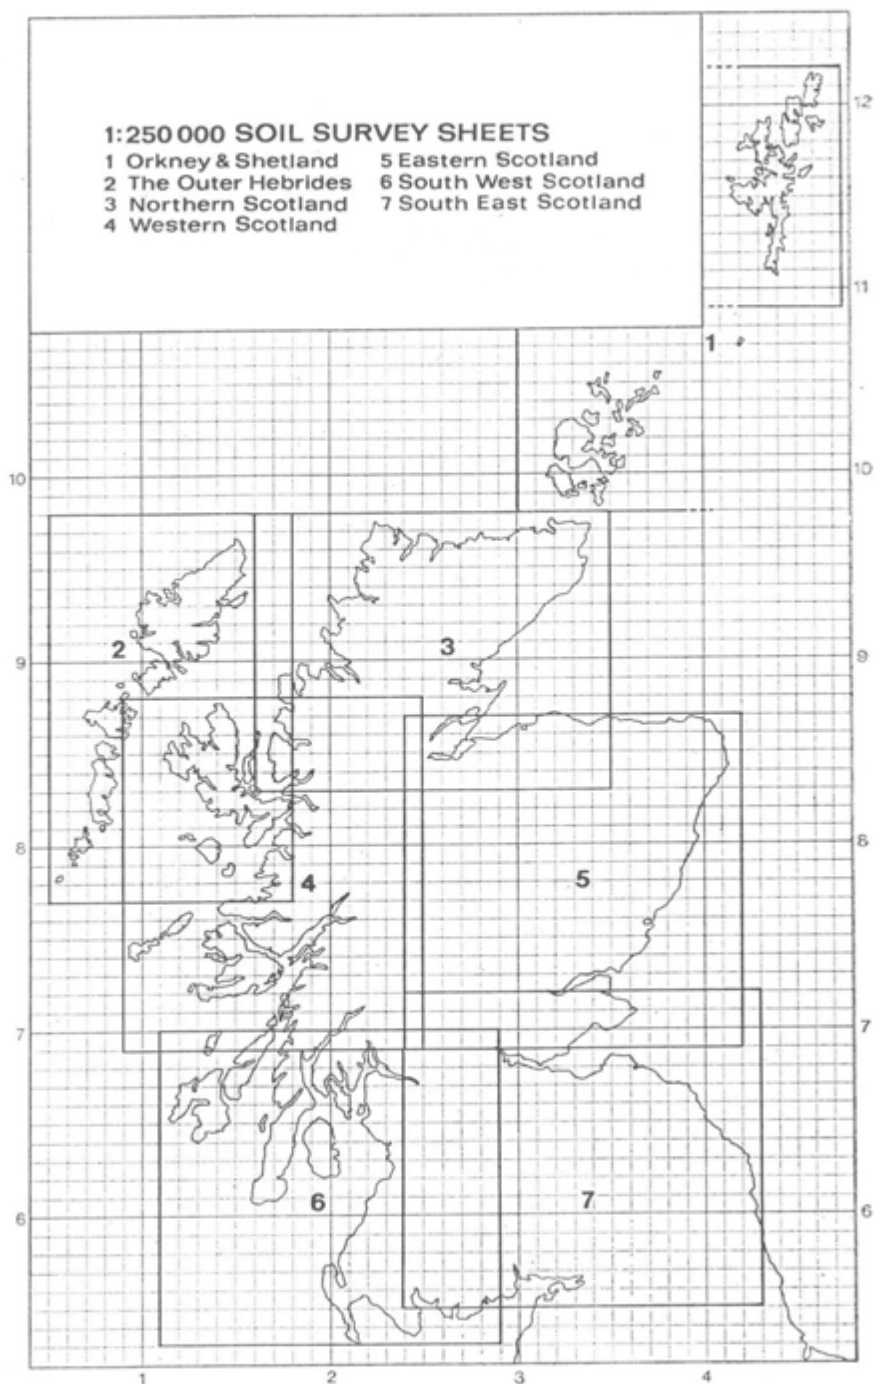 1:250 000 SOIL SURVEY SHEETS
1 Orkney & Shetland 5 Eastern Scotland
2 The Outer Hebrides 6 South West Scotland
3 Northern Scotland 7 South East Scotland
4 Western Scotland
12
11
1
10 10
2 3
9 9
8 8
4 5
7 7
6 7
6 6
1 2 3 4